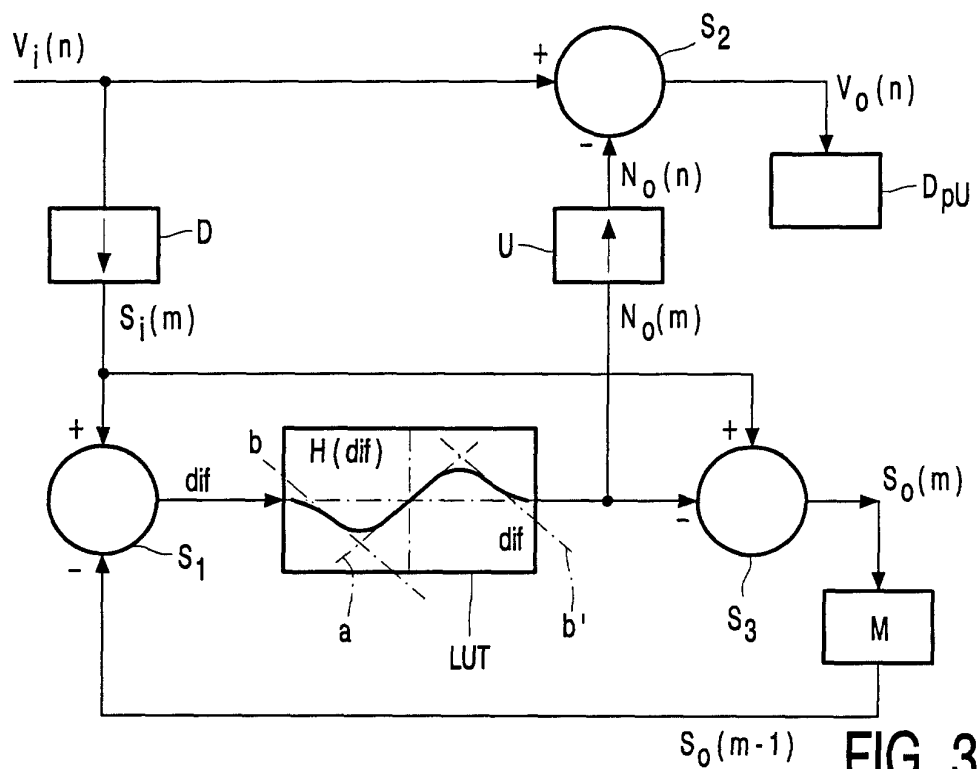 V_i(n)
+
S_2
V_o(n)
-
N_o(n)
D_pU
D
U
S_i(m)
N_o(m)
+
b
H(dif)
+
S_o(m)
dif
-
dif
S_1
-
a
b'
S_3
M
LUT
S_o(m-1)
FIG. 3